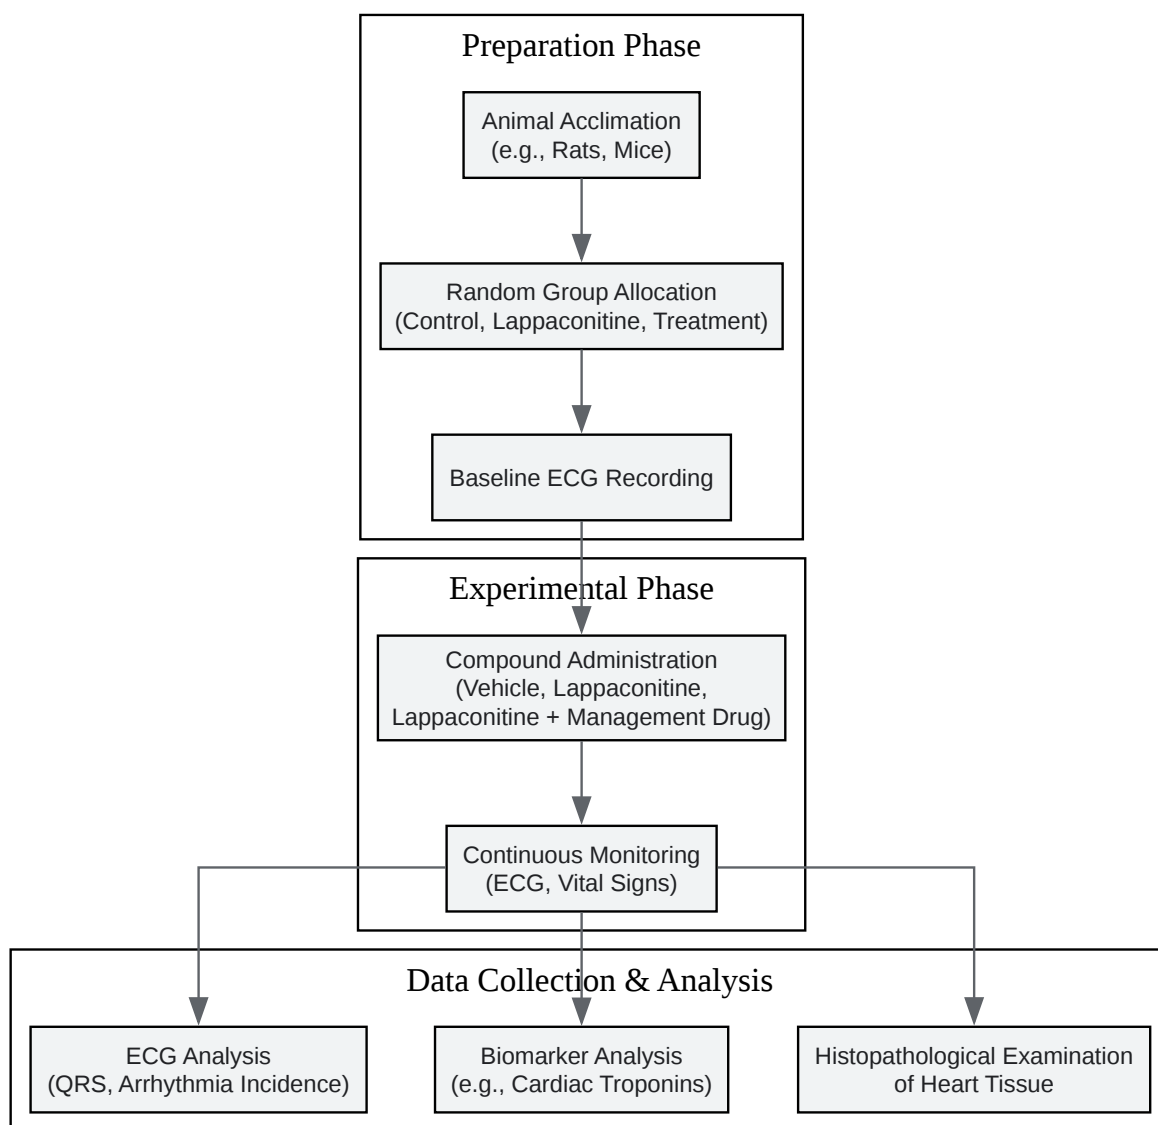 Preparation Phase
Animal Acclimation
(e.g., Rats, Mice)
Random Group Allocation
(Control, Lappaconitine, Treatment)
Baseline ECG Recording
Experimental Phase
Compound Administration
(Vehicle, Lappaconitine,
Lappaconitine + Management Drug)
Continuous Monitoring
(ECG, Vital Signs)
Data Collection & Analysis
ECG Analysis
(QRS, Arrhythmia Incidence)
Biomarker Analysis
(e.g., Cardiac Troponins)
Histopathological Examination
of Heart Tissue